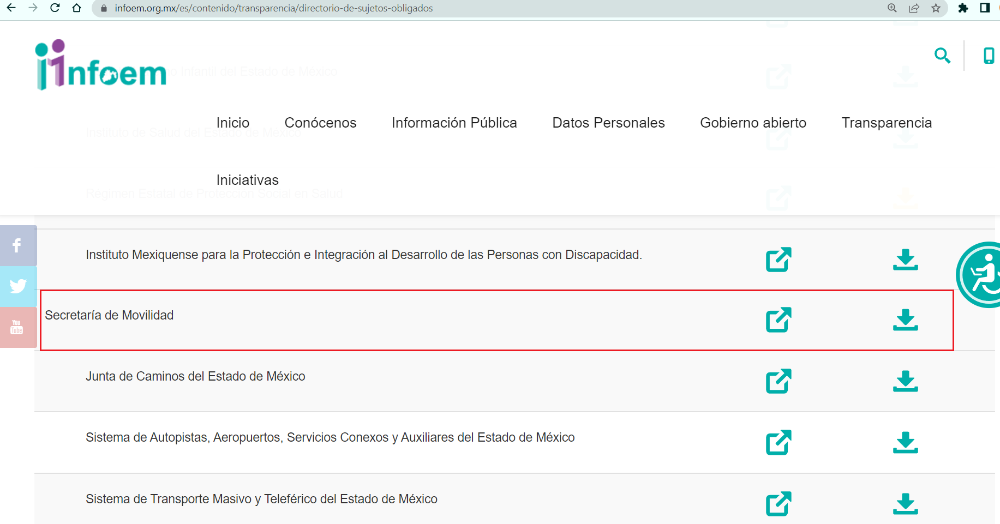 infoem.org.mx/es/contenido/transparencia/directorio-de-sujetos-obligados
infoem
Infantil del Estado de México
Inicio Conócenos Información Pública Datos Personales Gobierno abierto Transparencia
Instituto de Salud del Estado de México
Iniciativas
Régimen Estatal de Protección Social en Salud
Instituto Mexiquense para la Protección e Integración al Desarrollo de las Personas con Discapacidad.
Secretaría de Movilidad
You
Tube
Junta de Caminos del Estado de México
Sistema de Autopistas, Aeropuertos, Servicios Conexos y Auxiliares del Estado de México
Sistema de Transporte Masivo y Teleférico del Estado de México